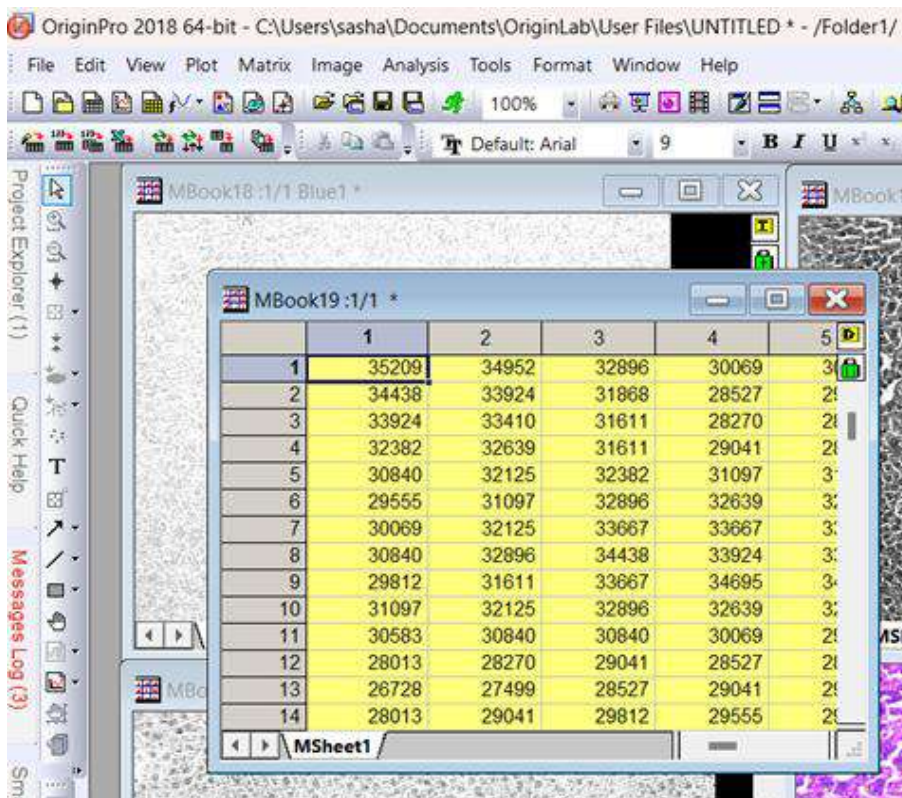 OriginPro 2018 64-bit - C:\Users\sasha\Documents\OriginLab\User Files\UNTITLED * - /Folder1/
File Edit View Plot Matrix Image Analysis Tools Format Window Help
100%
Default: Arial 9 B I U
Project Explorer (1)
Quick Help
Messages Log (3)
Sm
T
MBook18 :1/1 Blue1 *
MBook1
MBook19 :1/1 *
1 2 3 4 5
1 35209 34952 32896 30069
2 34438 33924 31868 28527
3 33924 33410 31611 28270
4 32382 32639 31611 29041
5 30840 32125 32382 31097
6 29555 31097 32896 32639
7 30069 32125 33667 33667
8 30840 32896 34438 33924
9 29812 31611 33667 34695
10 31097 32125 32896 32639
11 30583 30840 30840 30069
12 28013 28270 29041 28527
13 26728 27499 28527 29041
14 28013 29041 29812 29555
MSheet1